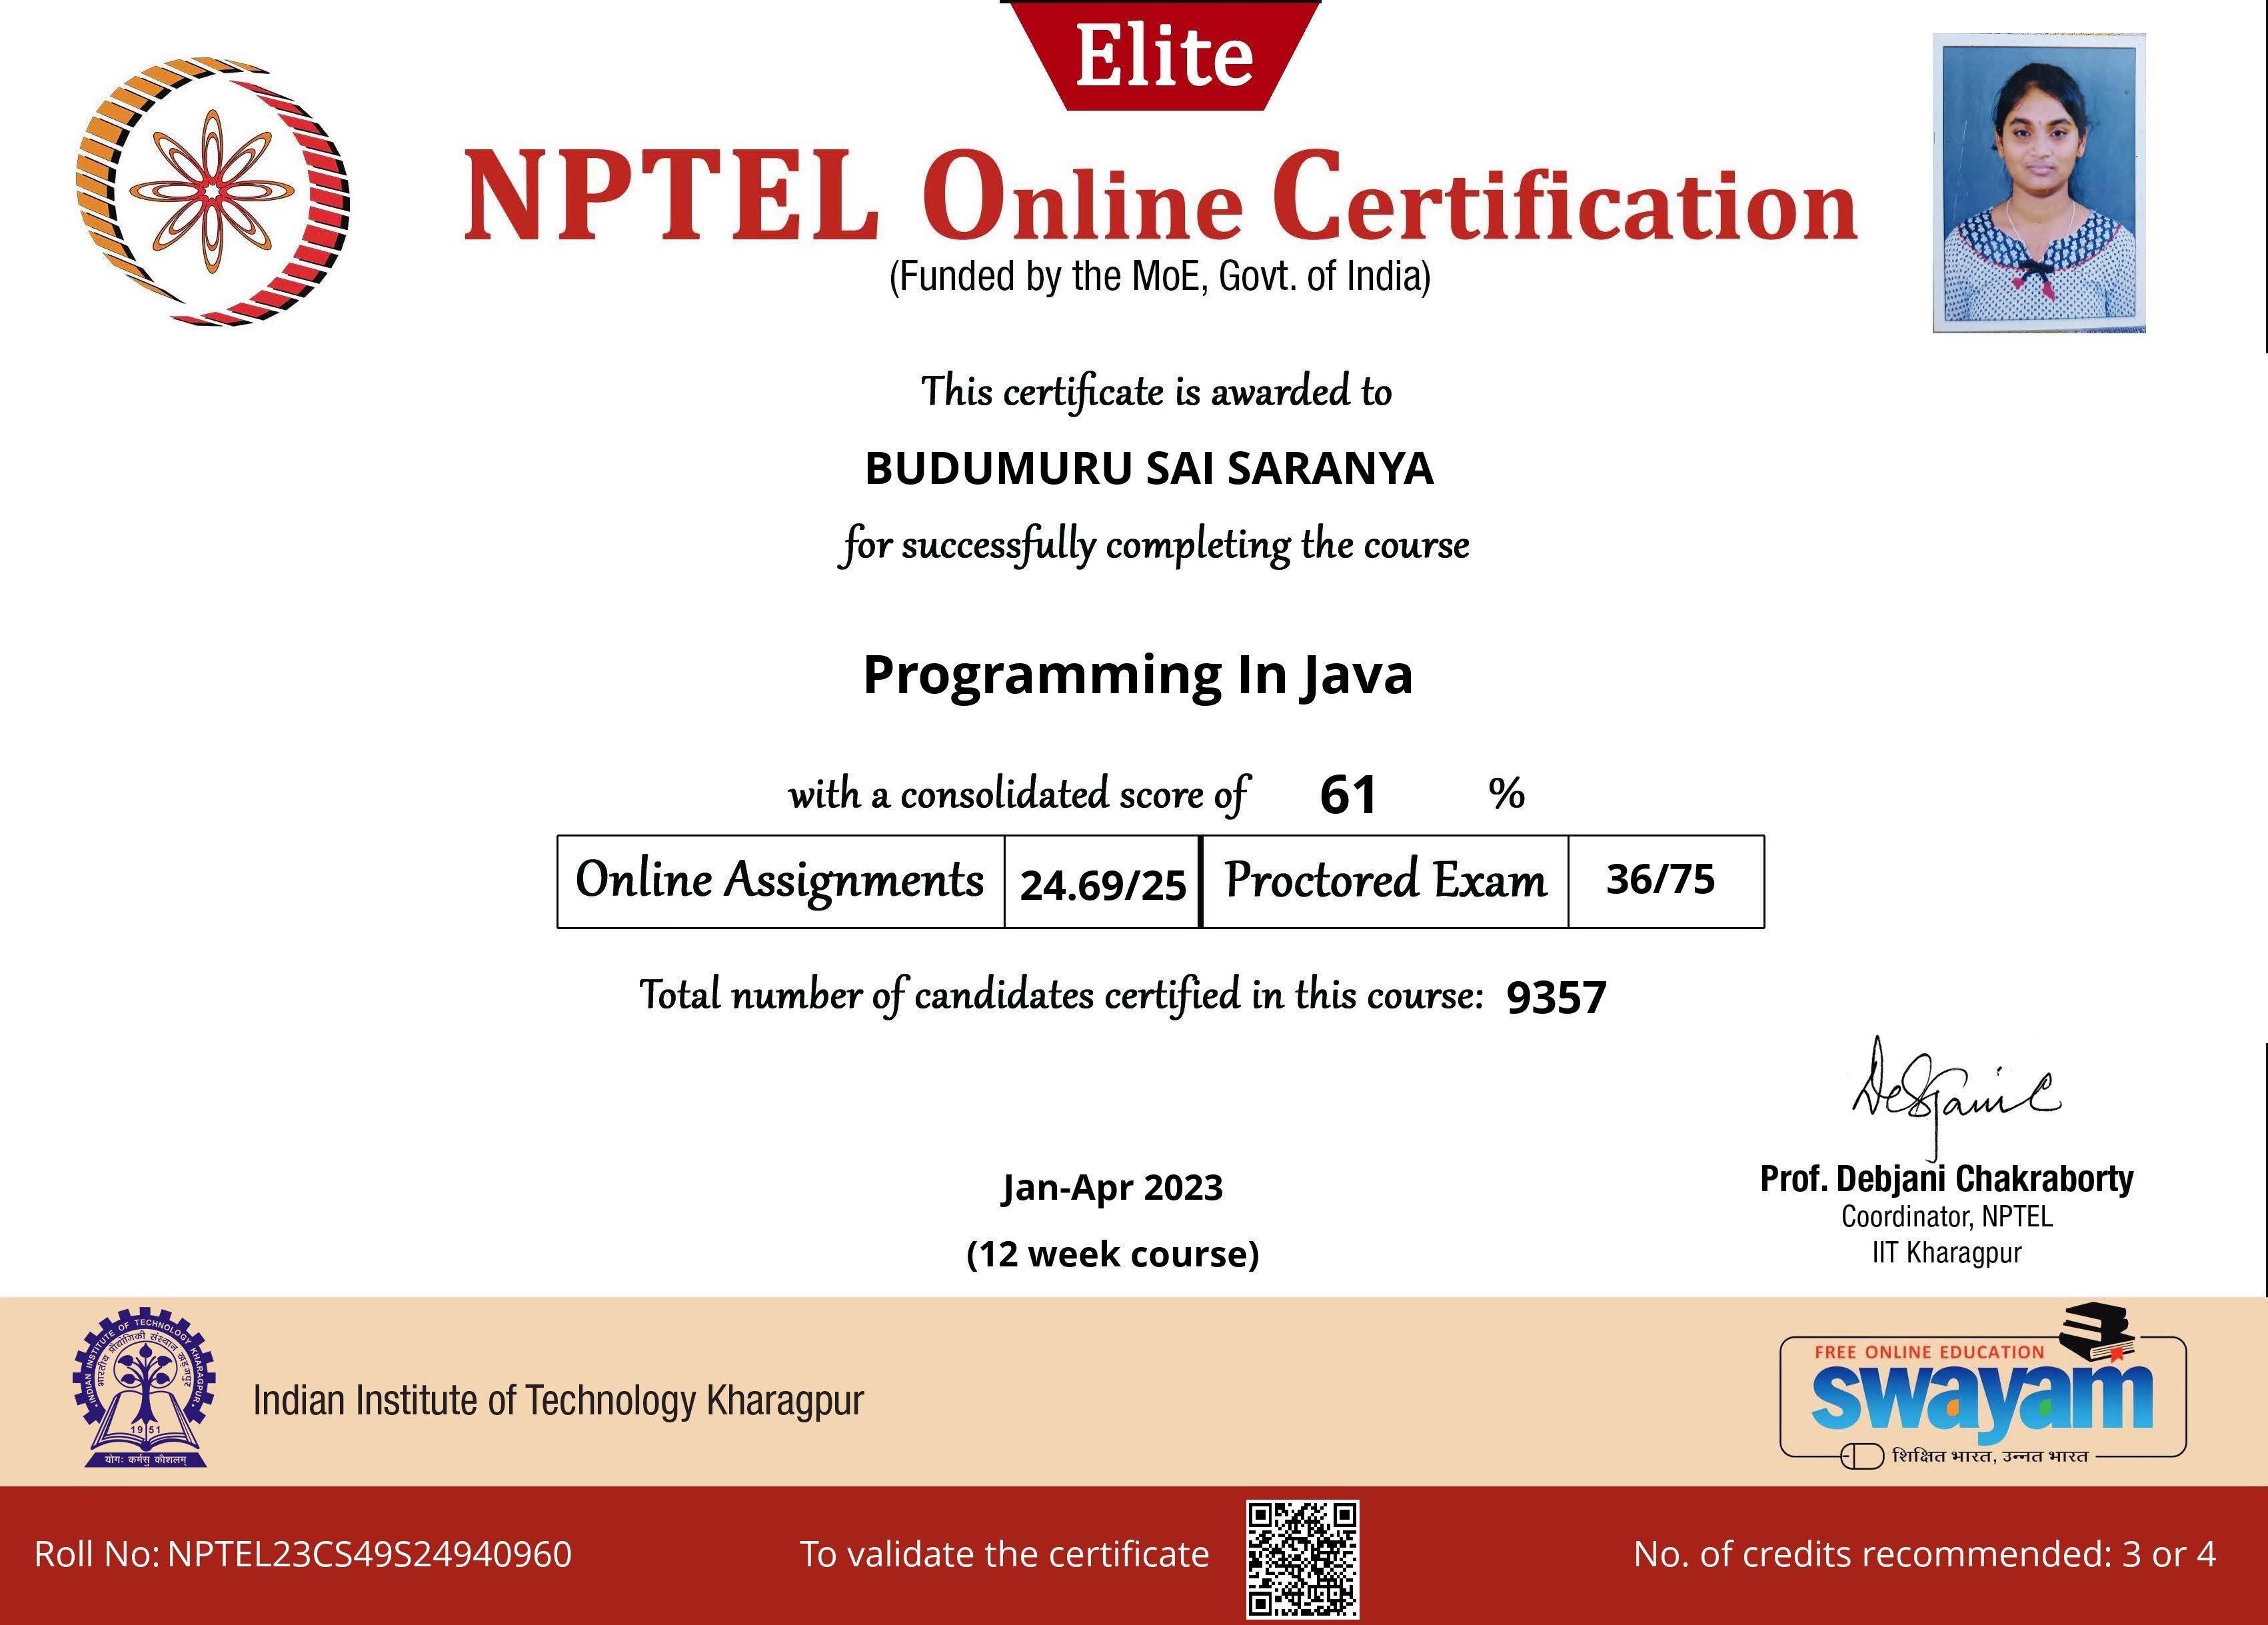 Elite
NPTEL Online Certification
(Funded by the MoE, Govt. of India)
This certificate is awarded to
BUDUMURU SAI SARANYA
for successfully completing the course
Programming In Java
with a consolidated score of 61 %
Online Assignments 24.69/25 Proctored Exam 36/75
Total number of candidates certified in this course: 9357
Prof. Debjani Chakraborty
Coordinator, NPTEL
IIT Kharagpur
Jan-Apr 2023
(12 week course)
INDIAN INSTITUTE OF TECHNOLOGY KHARAGPUR
भारतीय प्रौद्योगिकी संस्थान खड़गपुर
1951
योगः कर्मसु कौशलम्
Indian Institute of Technology Kharagpur
FREE ONLINE EDUCATION
swayam
शिक्षित भारत, उन्नत भारत
Roll No: NPTEL23CS49S24940960
To validate the certificate
No. of credits recommended: 3 or 4